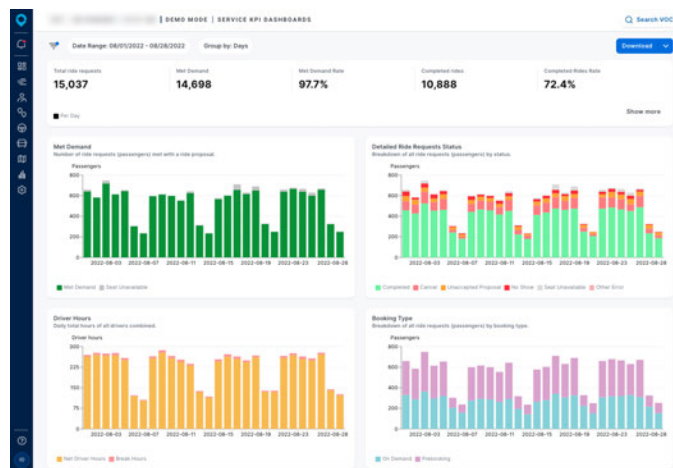 DEMO MODE | SERVICE KPI DASHBOARDS
Search VOC
Date Range: 08/01/2022 - 08/28/2022
Group by: Days
Download
Total ride requests
15,037
Met Demand
14,698
Met Demand Rate
97.7%
Completed rides
10,888
Completed Rides Rate
72.4%
Per Day
Show more
Met Demand
Number of ride requests (passengers) met with a ride proposal.
Passengers
800
600
400
200
0
2022-08-03 2022-08-07 2022-08-11 2022-08-15 2022-08-19 2022-08-23 2022-08-28
Met Demand Seat Unavailable
Detailed Ride Requests Status
Breakdown of all ride requests (passengers) by status.
Passengers
800
600
400
200
0
2022-08-03 2022-08-07 2022-08-11 2022-08-15 2022-08-19 2022-08-23 2022-08-28
Completed Cancel Unaccepted Proposal No Show Seat Unavailable Other Error
Driver Hours
Daily total hours of all drivers combined.
Driver hours
300
225
150
75
0
2022-08-03 2022-08-07 2022-08-11 2022-08-15 2022-08-19 2022-08-23 2022-08-28
Net Driver Hours Break Hours
Booking Type
Breakdown of all ride requests (passengers) by booking type.
Passengers
800
600
400
200
0
2022-08-03 2022-08-07 2022-08-11 2022-08-15 2022-08-19 2022-08-23 2022-08-28
On Demand Prebooking